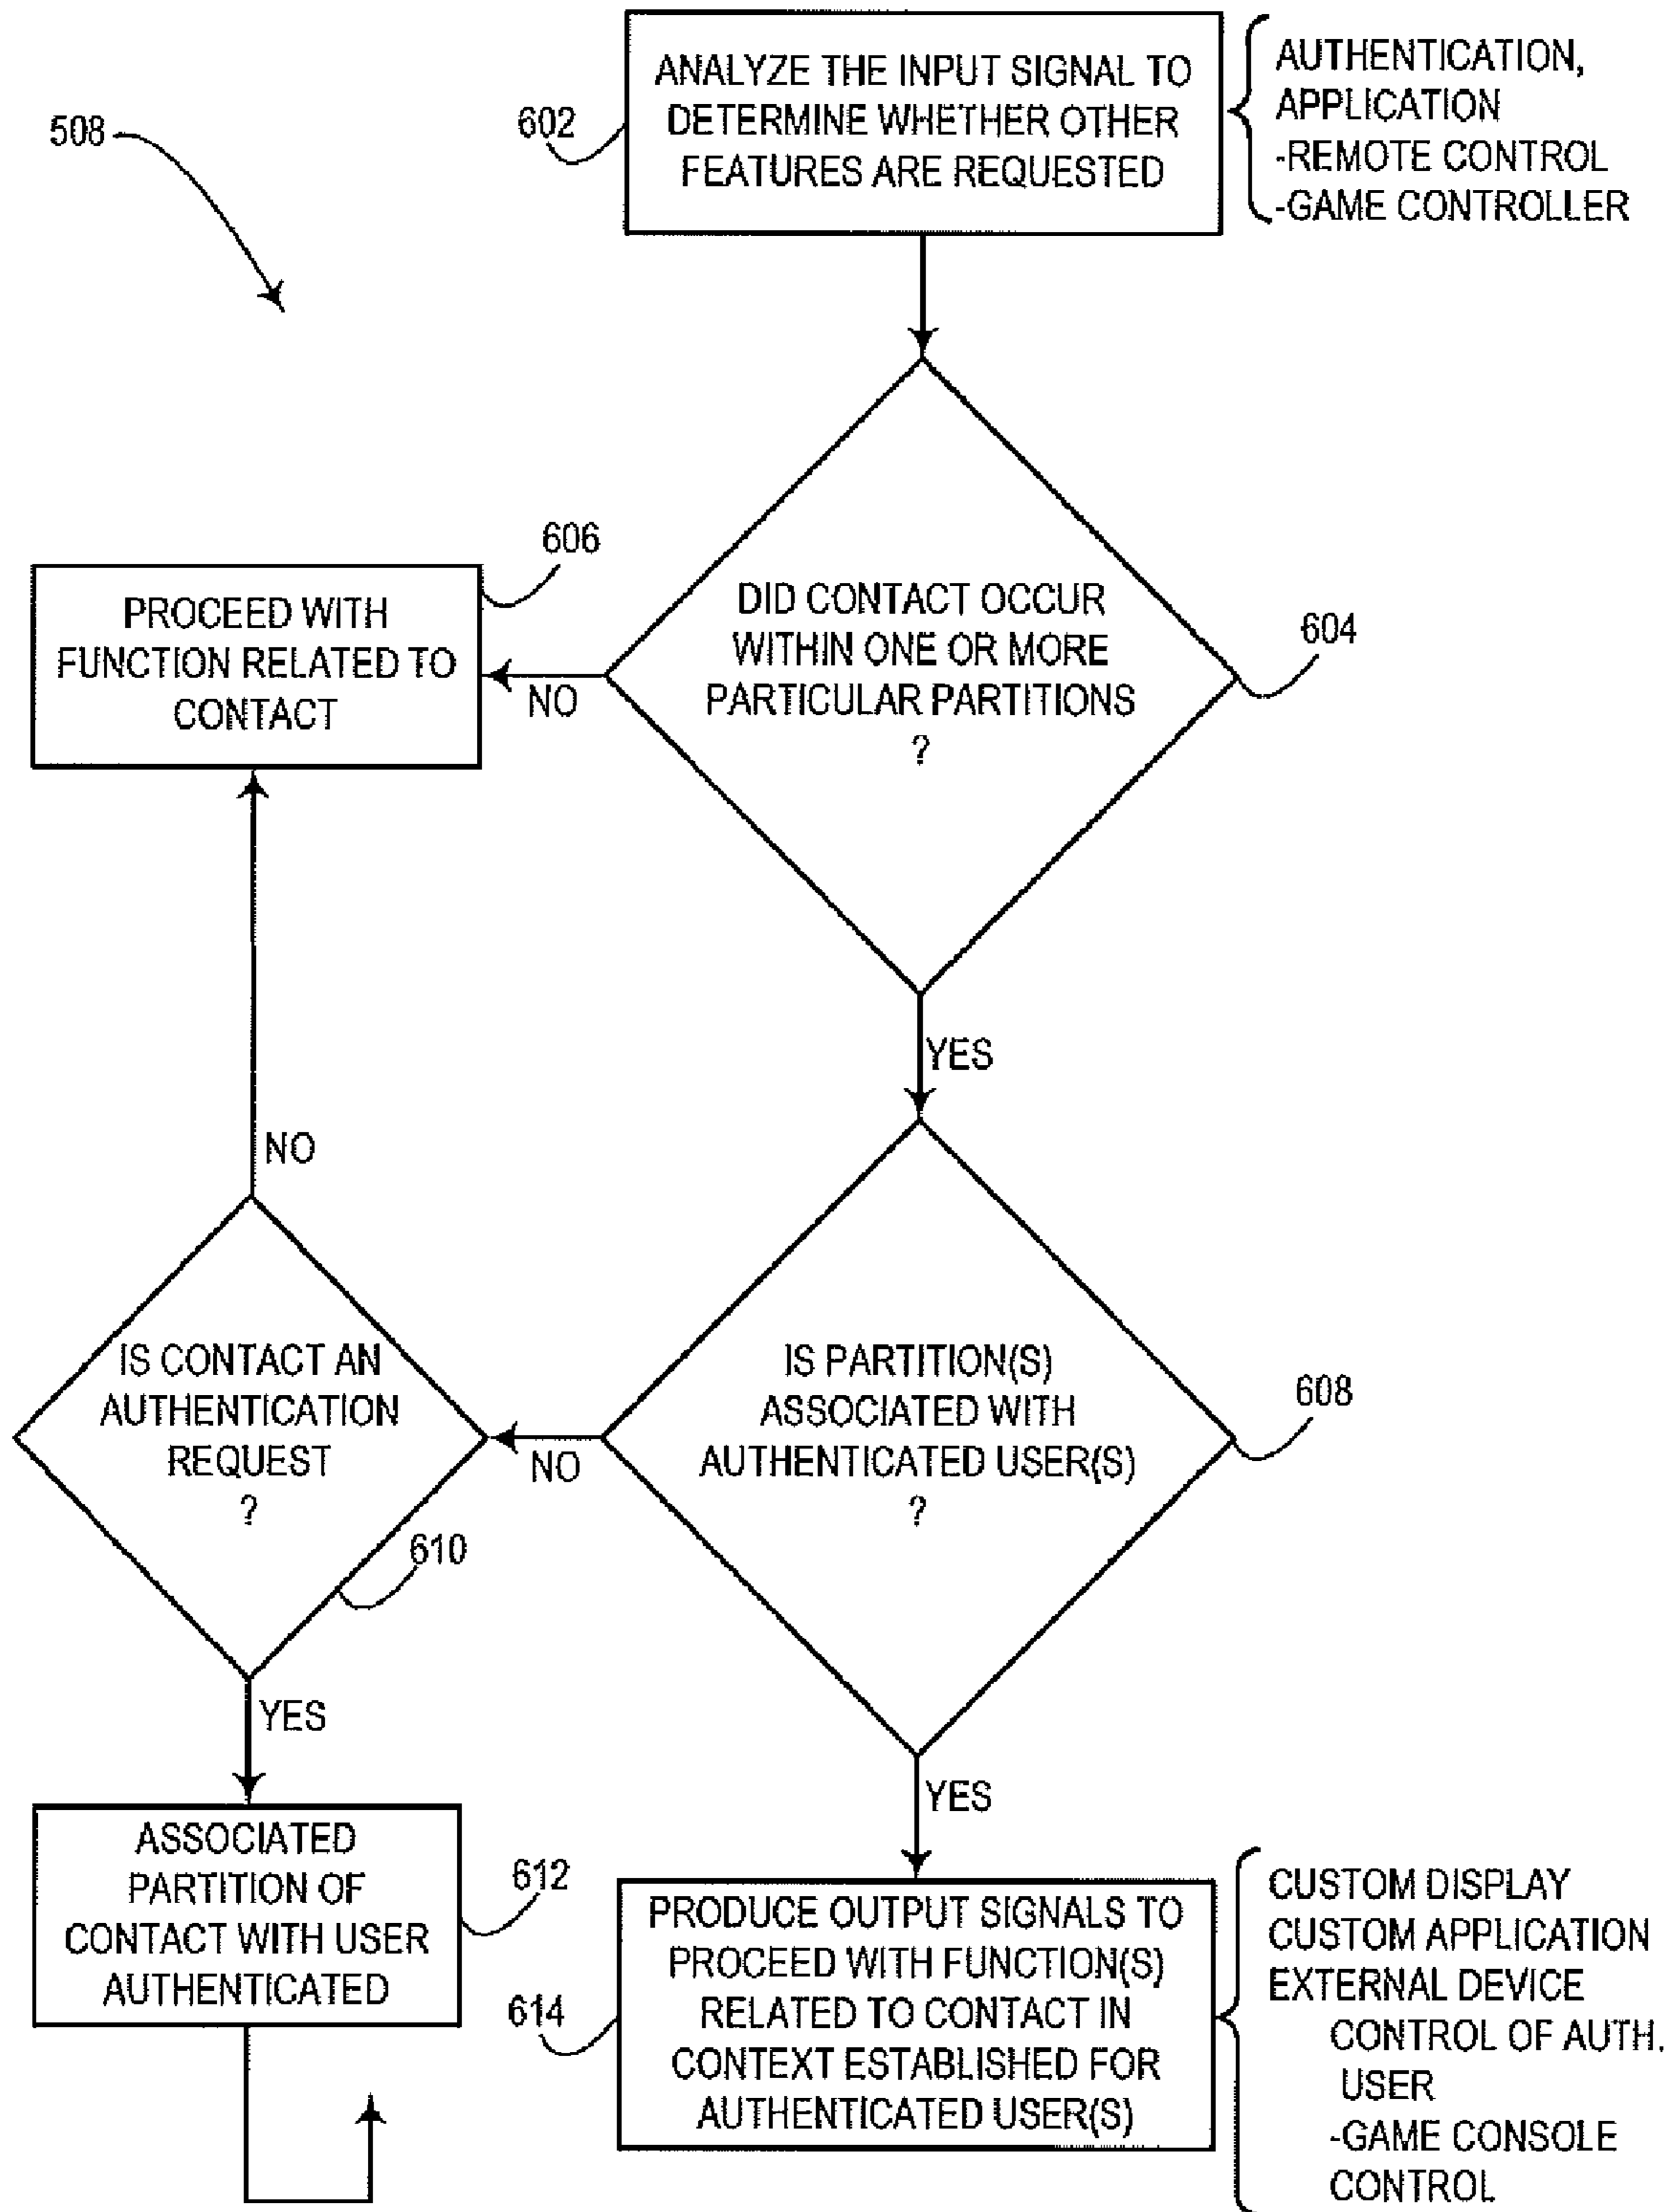 508
602
ANALYZE THE INPUT SIGNAL TO
DETERMINE WHETHER OTHER
FEATURES ARE REQUESTED
AUTHENTICATION,
APPLICATION
-REMOTE CONTROL
-GAME CONTROLLER
606
PROCEED WITH
FUNCTION RELATED TO
CONTACT
NO
DID CONTACT OCCUR
WITHIN ONE OR MORE
PARTICULAR PARTITIONS
?
604
YES
NO
IS CONTACT AN
AUTHENTICATION
REQUEST
?
610
NO
IS PARTITION(S)
ASSOCIATED WITH
AUTHENTICATED USER(S)
?
608
YES
YES
ASSOCIATED
PARTITION OF
CONTACT WITH USER
AUTHENTICATED
612
614
PRODUCE OUTPUT SIGNALS TO
PROCEED WITH FUNCTION(S)
RELATED TO CONTACT IN
CONTEXT ESTABLISHED FOR
AUTHENTICATED USER(S)
CUSTOM DISPLAY
CUSTOM APPLICATION
EXTERNAL DEVICE
CONTROL OF AUTH.
USER
-GAME CONSOLE
CONTROL